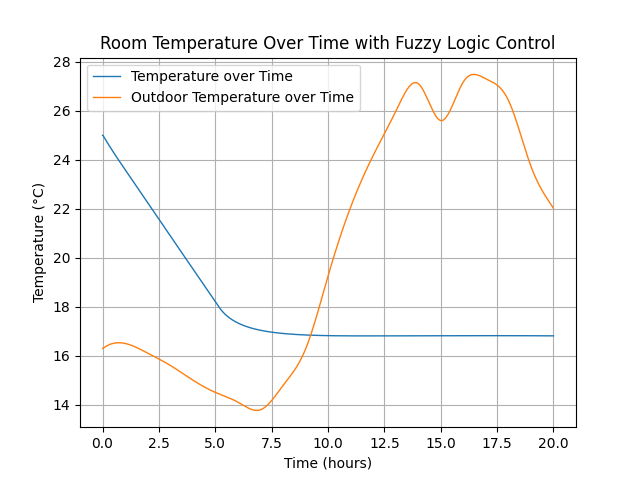 Room Temperature Over Time with Fuzzy Logic Control
Temperature over Time
Outdoor Temperature over Time
28
26
24
22
20
18
16
14
Temperature (°C)
0.0 2.5 5.0 7.5 10.0 12.5 15.0 17.5 20.0
Time (hours)